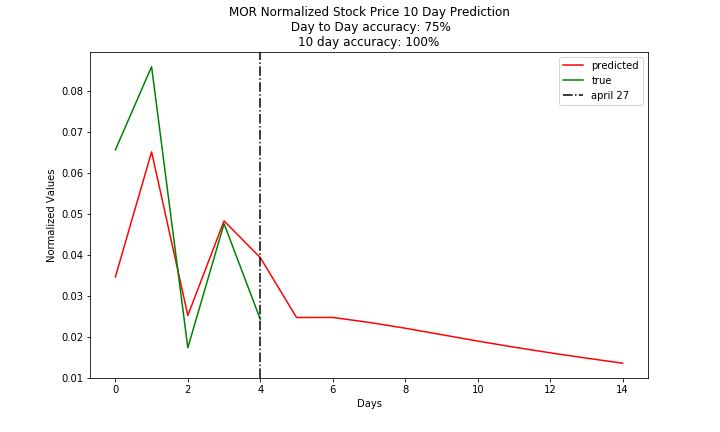 MOR Normalized Stock Price 10 Day Prediction
Day to Day accuracy: 75%
10 day accuracy: 100%
predicted
true
april 27
Normalized Values
0.08
0.07
0.06
0.05
0.04
0.03
0.02
0.01
0 2 4 6 8 10 12 14
Days